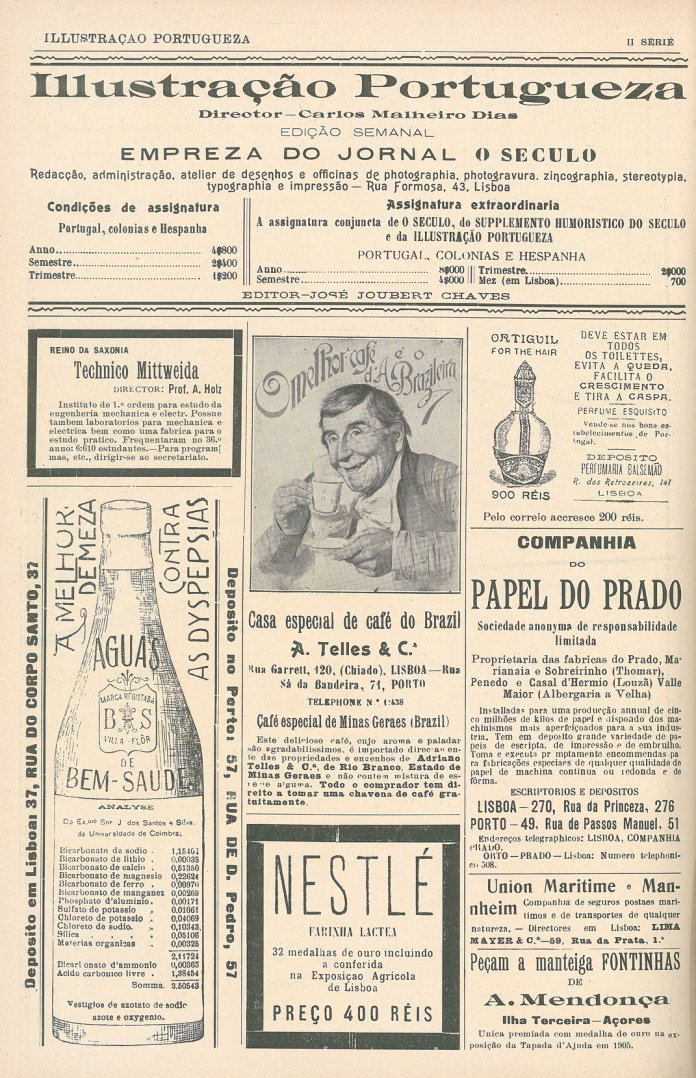 ILLUSTRAÇAO PORTUGUEZA
II SÉRIE
Illustração Portugueza
Director—Carlos Malheiro Dias
EDIÇÃO SEMANAL
EMPREZA DO JORNAL O SECULO
Redacção, administração, atelier de desenhos e officinas de photographia, photogravura, zincographia, stereotypia,
typographia e impressão — Rua Formosa, 43, Lisboa
Condições de assignatura
Portugal, colonias e Hespanha
Anno 4$800
Semestre 2$400
Trimestre 1$200
Assignatura extraordinaria
A assignatura conjuncta de O SECULO, do SUPPLEMENTO HUMORISTICO DO SECULO
e da ILLUSTRAÇÃO PORTUGUEZA
PORTUGAL, COLONIAS E HESPANHA
Anno 8$000
Semestre 4$000
Trimestre 2$000
Mez (em Lisboa) 700
EDITOR—JOSÉ JOUBERT CHAVES
REINO DA SAXONIA
Technico Mittweida
DIRECTOR: Prof. A. Holz
Instituto de 1.ª ordem para estudo da
engenheria mechanica e electr. Possue
tambem laboratorios para mechanica e
electrica bem como uma fabrica para o
estudo pratico. Frequentaram no 36.º
anno: 6:610 estudantes.—Para program
mas, etc., dirigir-se ao secretariato.
Deposito em Lisboa: 37, RUA DO CORPO SANTO, 37
A MELHOR
DE MEZA
CONTRA
AS DYSPEPSIAS
AGUAS
MARCA REGISTADA
B S
VILLA-FLÔR
DE
BEM-SAUDE
ANALYSE
Do Ex.mo Snr J. dos Santos e Silva.
da Universidade de Coimbra.
Bicarbonato da sodio 1,15461
Bicarbonato de lithio 0,00035
Bicarbonato de calcio 0,51350
Bicarbonato de magnesio 0,22624
Bicarbonato de ferro 0,00970
Bicarbonato de manganez 0,00269
Phosphato d'aluminio 0,00171
Sulfato de potassio 0,01061
Chloreto de potassio 0,04069
Chloreto de sodio 0,10343
Silica 0,05106
Materias organicas 0,00325
2,11724
Bicarl onato d'ammonio 0,00363
Acido carbonico livre 1,38454
Somma 3,50543
Vestigios de azotato de sodio
azote e oxygenio.
Deposito no Porto: 57, RUA DE D. Pedro, 57
O melhor café
é o
d'A Brazileira
Casa especial de café do Brazil
A. Telles & C.ª
Rua Garrett, 120, (Chiado), LISBOA—Rua
Sá da Bandeira, 71, PORTO
TELEPHONE N.º 1:438
Café especial de Minas Geraes (Brazil)
Este delicioso café, cujo aroma e paladar
são agradabilissimos, é importado direc an en
te das propriedades e engenhos de Adriano
Telles & C.ª, de Rio Branco, Estado de
Minas Geraes e não contem mistura de es-
te e alguma. Todo o comprador tem di-
reito a tomar uma chavena de café gra-
tuitamente.
NESTLÉ
FARINHA LACTEA
32 medalhas de ouro incluindo
a conferida
na Exposição Agricola
de Lisboa
PREÇO 400 RÉIS
ORTIGUIL
FOR THE HAIR
900 RÉIS
DEVE ESTAR EM
TODOS
OS TOILETTES,
EVITA A QUEDA,
FACILITA O
CRESCIMENTO
E TIRA A CASPA.
PERFUME ESQUISITO
Vende-se nos bons es-
tabelecimentos de Por-
tugal.
DEPOSITO
PERFUMARIA BALSEMÃO
R. dos Retrozeiros, 141
LISBOA
Pelo correio accresce 200 réis.
COMPANHIA
DO
PAPEL DO PRADO
Sociedade anonyma de responsabilidade
limitada
Proprietaria das fabricas do Prado, Ma-
rianaia e Sobreirinho (Thomar),
Penedo e Casal d'Hermio (Louzã) Valle
Maior (Albergaria a Velha)
Installadas para uma producção annual de cin-
co milhões de kilos de papel e dispondo dos ma-
chinismos mais aperfeiçoados para a sua indus-
tria. Tem em deposito grande variedade de pa-
peis de escripta, de impressão e de embrulho.
Toma e executa pr mptamente encommendas pa-
ra fabricações especiaes de qualquer qualidade de
papel de machina continua ou redonda e de
fôrma.
ESCRIPTORIOS E DEPOSITOS
LISBOA—270, Rua da Princeza, 276
PORTO—49, Rua de Passos Manuel, 51
Endereços telegraphicos: LISBOA, COMPANHIA
PRADO.
ORTO—PRADO—Lisboa: Numero telephoni-
co 508.
Union Maritime e Man-
nheim Companhia de seguros postaes mari-
timos e de transportes de qualquer
natureza.— Directores em Lisboa: LIMA
MAYER & C.ª—59, Rua da Prata, 1.º
Peçam a manteiga FONTINHAS
DE
A. Mendonça
Ilha Terceira—Açores
Unica premiada com medalha de ouro na ex-
posição da Tapada d'Ajuda em 1905.